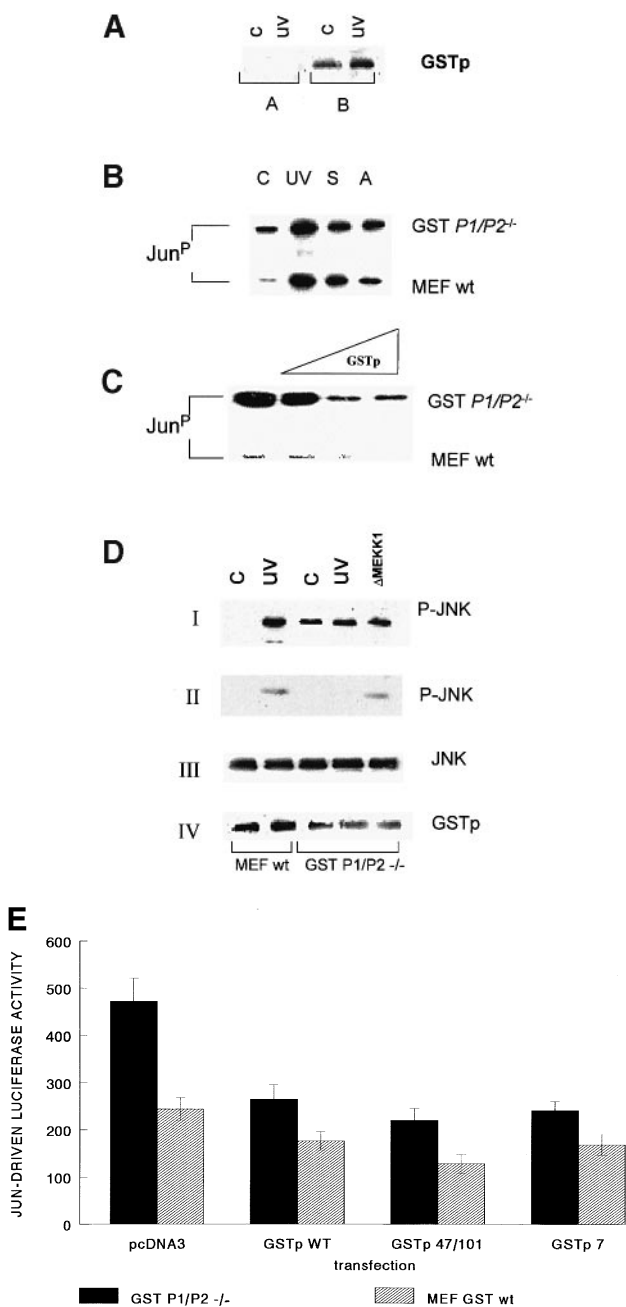 A
C UV C UV
GSTp
A B
B
C UV S A
GST P1/P2-/-
JunP
MEF wt
GSTp
C
GST P1/P2-/-
JunP
MEF wt
D
C UV C UV ΔMEKK1
I P-JNK
II P-JNK
III JNK
IV GSTp
MEF wt GST P1/P2 -/-
E
JUN-DRIVEN LUCIFERASE ACTIVITY
600
500
400
300
200
100
0
pcDNA3 GSTp WT GSTp 47/101 GSTp 7
transfection
GST P1/P2 -/- MEF GST wt